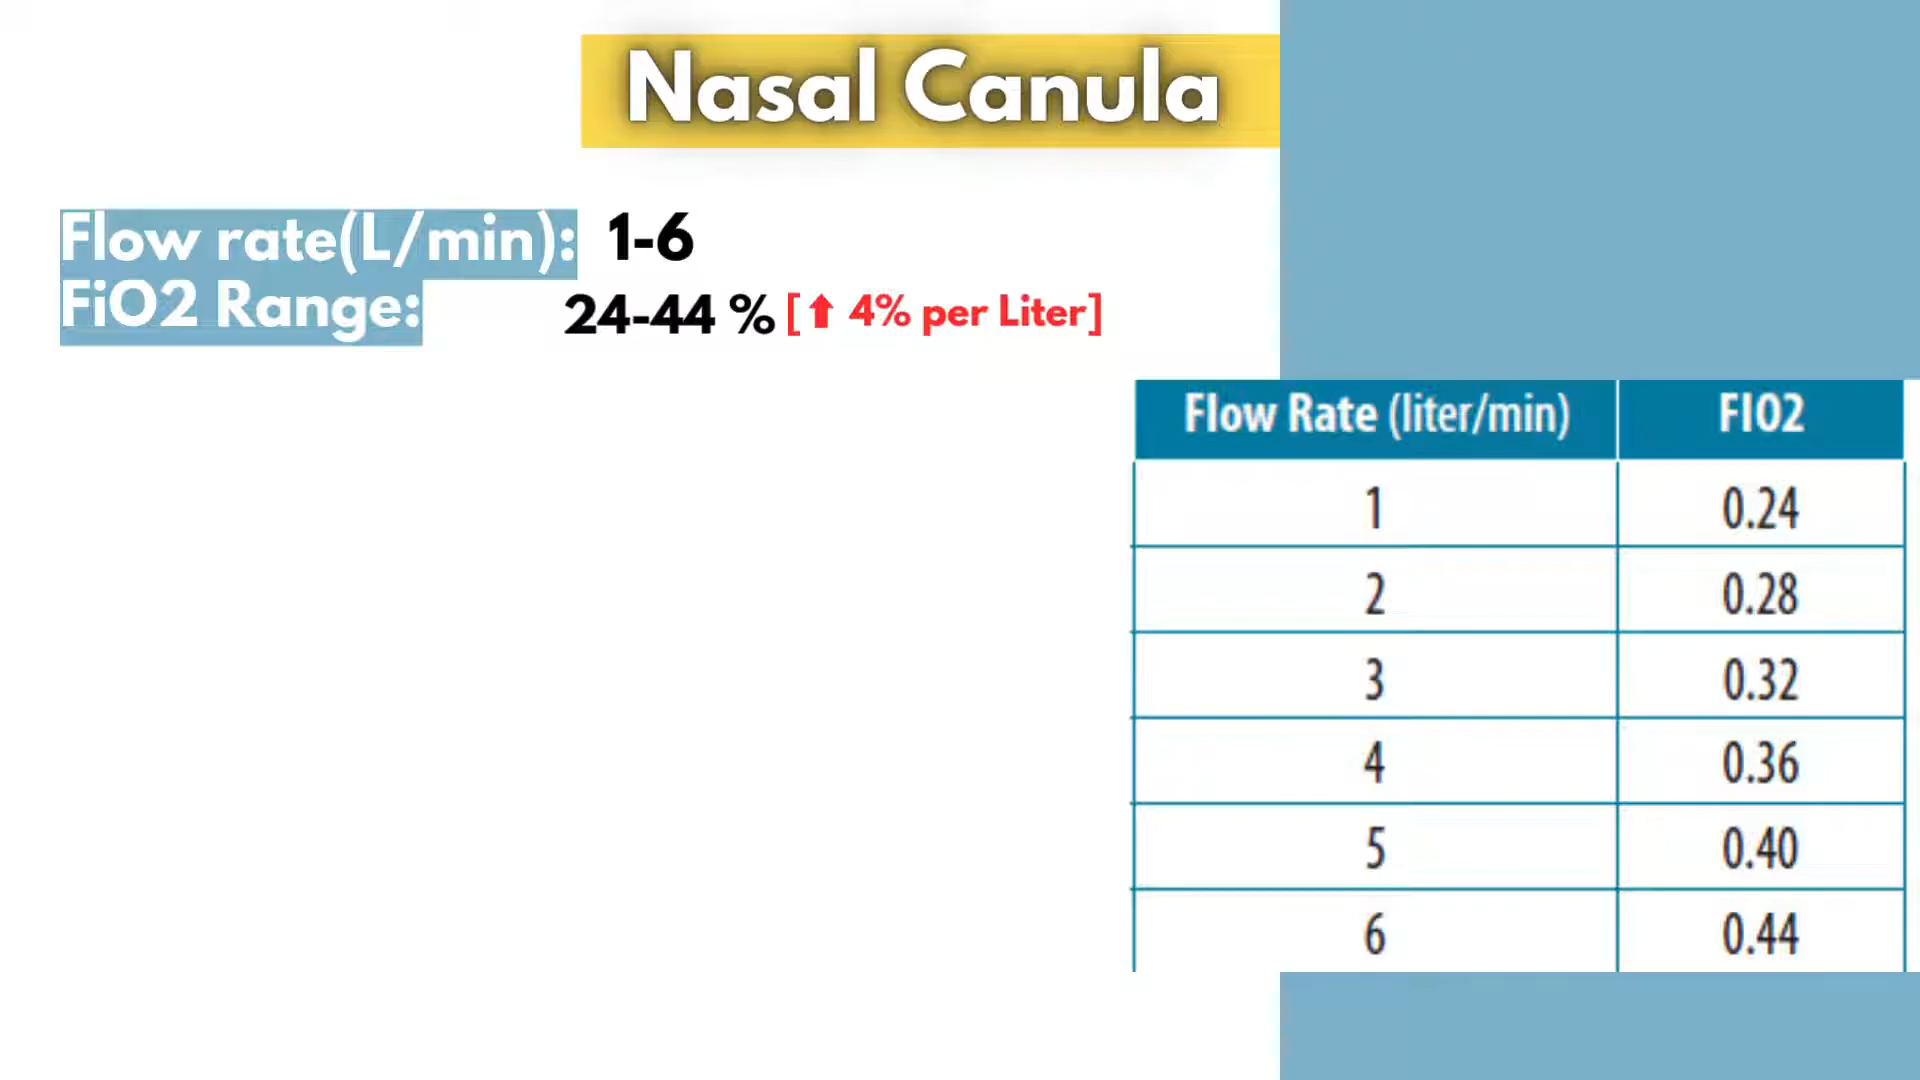 Nasal Canula
Flow rate(L/min): 1-6
FiO2 Range: 24-44 % [⬆ 4% per Liter]
Flow Rate (liter/min) FIO2
1 0.24
2 0.28
3 0.32
4 0.36
5 0.40
6 0.44